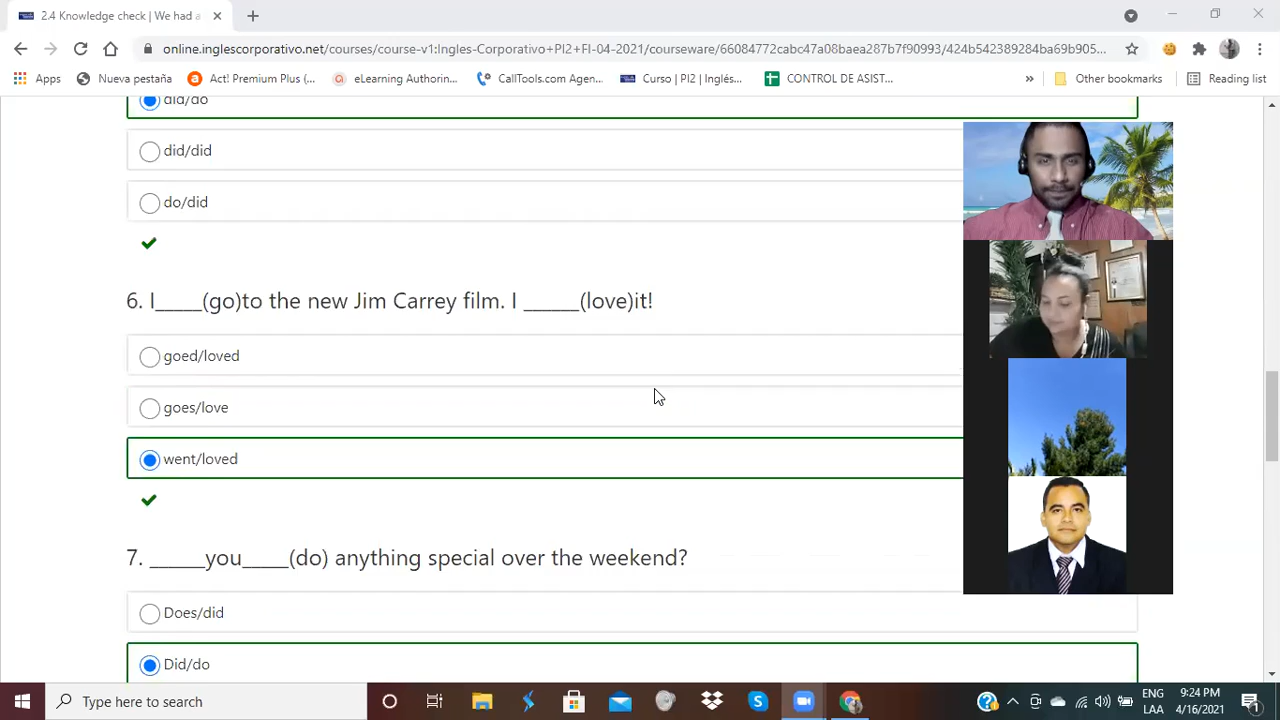 2.4 Knowledge check | We had a
online.inglescorporativo.net/courses/course-v1:Ingles-Corporativo+PI2+FI-04-2021/courseware/66084772cabc47a08baea287b7f90993/424b542389284ba69b905...
Apps Nueva pestaña Act! Premium Plus (... eLearning Authorin... CallTools.com Agen... Curso | PI2 | Inglés... CONTROL DE ASIST... » Other bookmarks Reading list
did/do
did/did
do/did
6. I_____(go)to the new Jim Carrey film. I ______(love)it!
goed/loved
goes/love
went/loved
7. ______you_____(do) anything special over the weekend?
Does/did
Did/do
Type here to search
ENG 9:24 PM
LAA 4/16/2021